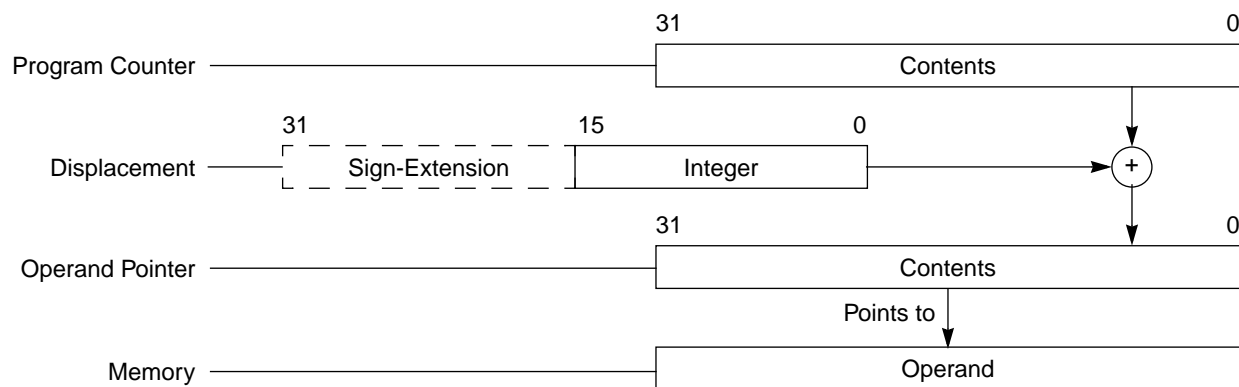 31 0
Program Counter Contents
31 15 0
Displacement Sign-Extension Integer +
31 0
Operand Pointer Contents
Points to
Memory Operand